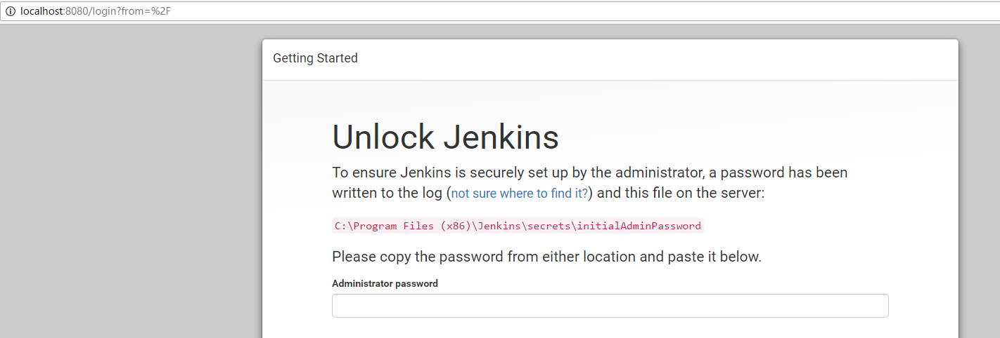 localhost:8080/login?from=%2F
Getting Started
Unlock Jenkins
To ensure Jenkins is securely set up by the administrator, a password has been
written to the log (not sure where to find it?) and this file on the server:
C:\Program Files (x86)\Jenkins\secrets\initialAdminPassword
Please copy the password from either location and paste it below.
Administrator password